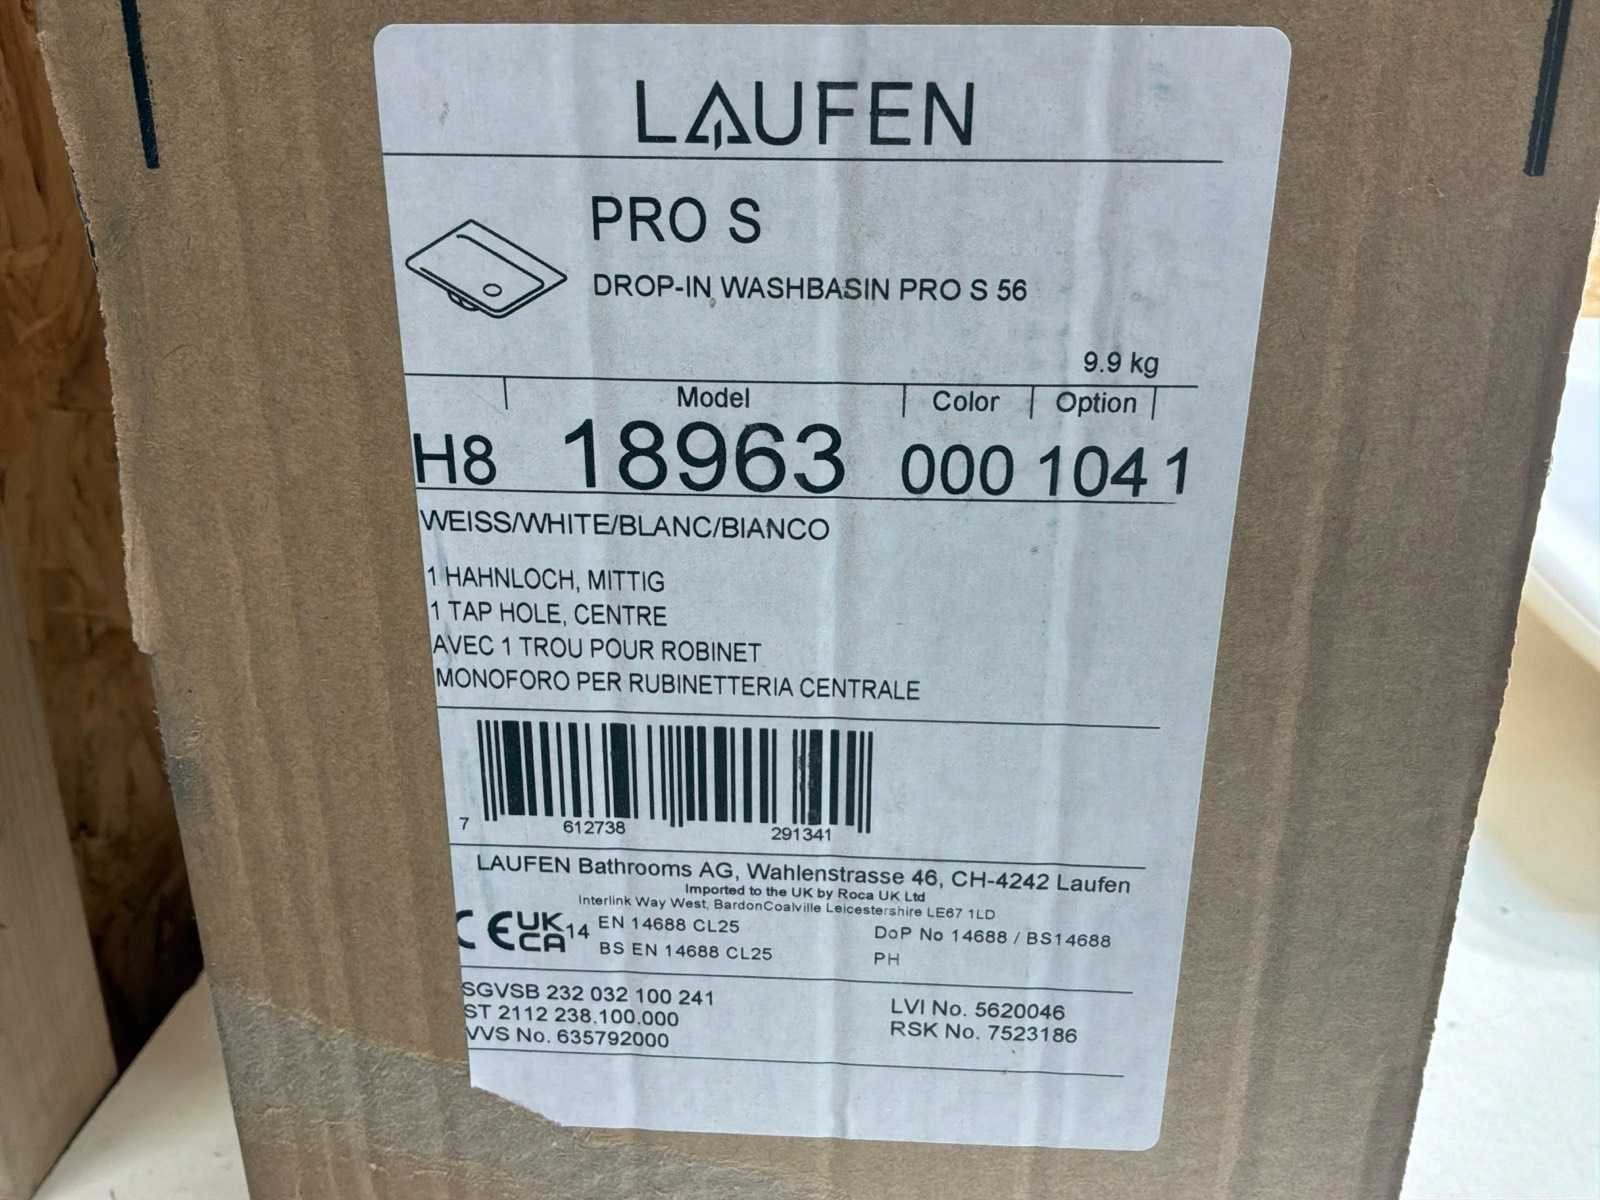 LAUFEN
PRO S
DROP-IN WASHBASIN PRO S 56
9.9 kg
Model Color Option
H8 18963 000 104 1
WEISS/WHITE/BLANC/BIANCO
1 HAHNLOCH, MITTIG
1 TAP HOLE, CENTRE
AVEC 1 TROU POUR ROBINET
MONOFORO PER RUBINETTERIA CENTRALE
7 612738 291341
LAUFEN Bathrooms AG, Wahlenstrasse 46, CH-4242 Laufen
Imported to the UK by Roca UK Ltd
Interlink Way West, BardonCoalville Leicestershire LE67 1LD
CE UK CA 14 EN 14688 CL25 DoP No 14688 / BS14688
BS EN 14688 CL25 PH
SGVSB 232 032 100 241 LVI No. 5620046
ST 2112 238.100.000 RSK No. 7523186
VVS No. 635792000